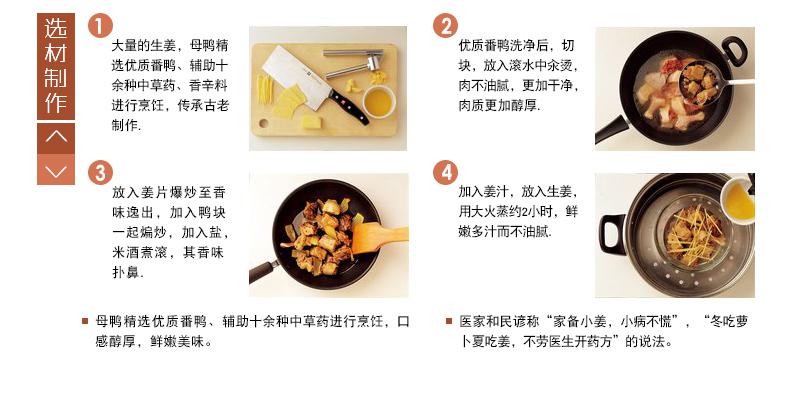 选材制作
1
大量的生姜，母鸭精
选优质番鸭、辅助十
余种中草药、香辛料
进行烹饪，传承古老
制作.
2
优质番鸭洗净后，切
块，放入滚水中汆烫，
肉不油腻，更加干净，
肉质更加醇厚.
3
放入姜片爆炒至香
味逸出，加入鸭块
一起煸炒，加入盐，
米酒煮滚，其香味
扑鼻.
4
加入姜汁，放入生姜，
用大火蒸约2小时，鲜
嫩多汁而不油腻.
母鸭精选优质番鸭、辅助十余种中草药进行烹饪，口
感醇厚，鲜嫩美味。
医家和民谚称“家备小姜，小病不慌”，“冬吃萝
卜夏吃姜，不劳医生开药方”的说法。